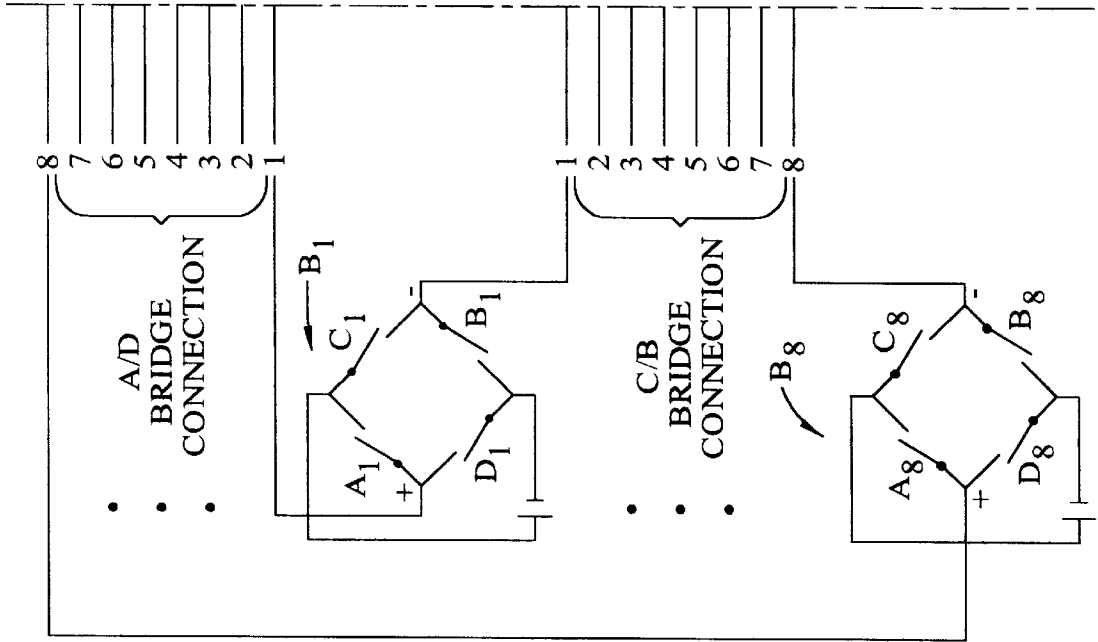 8
7
6
5
4
3
2
1
A/D
BRIDGE
CONNECTION
B1
C1
-
A1
+
B1
D1
1
2
3
4
5
6
7
8
C/B
BRIDGE
CONNECTION
B8
C8
-
A8
+
B8
D8